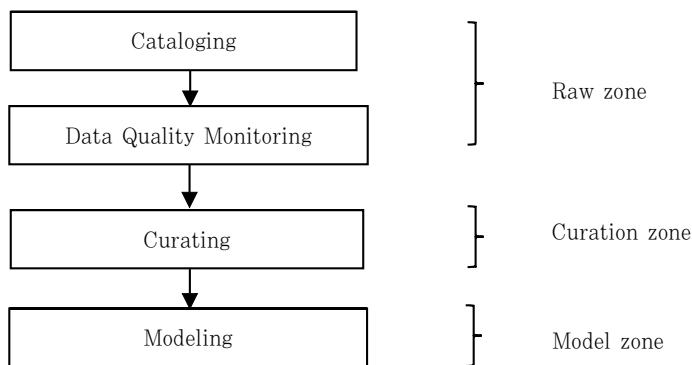 Cataloging
Raw zone
Data Quality Monitoring
Curating
Curation zone
Modeling
Model zone